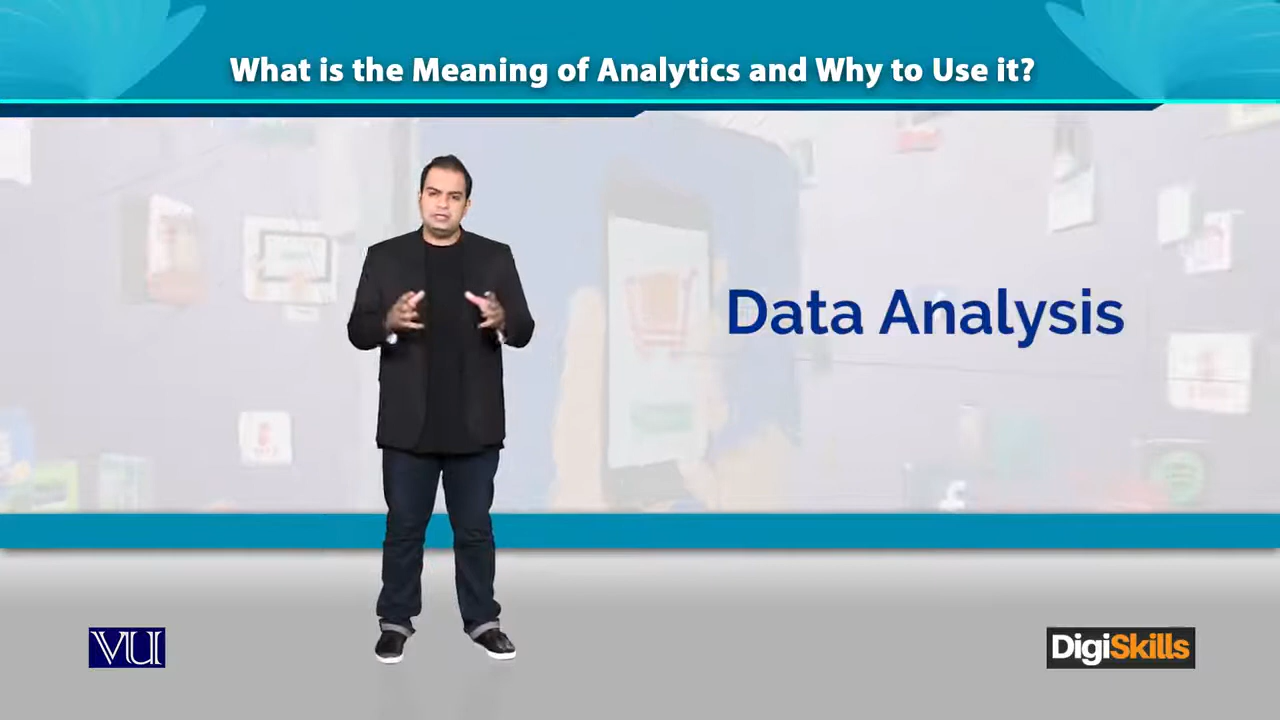 What is the Meaning of Analytics and Why to Use it?
Data Analysis
VU
DigiSkills